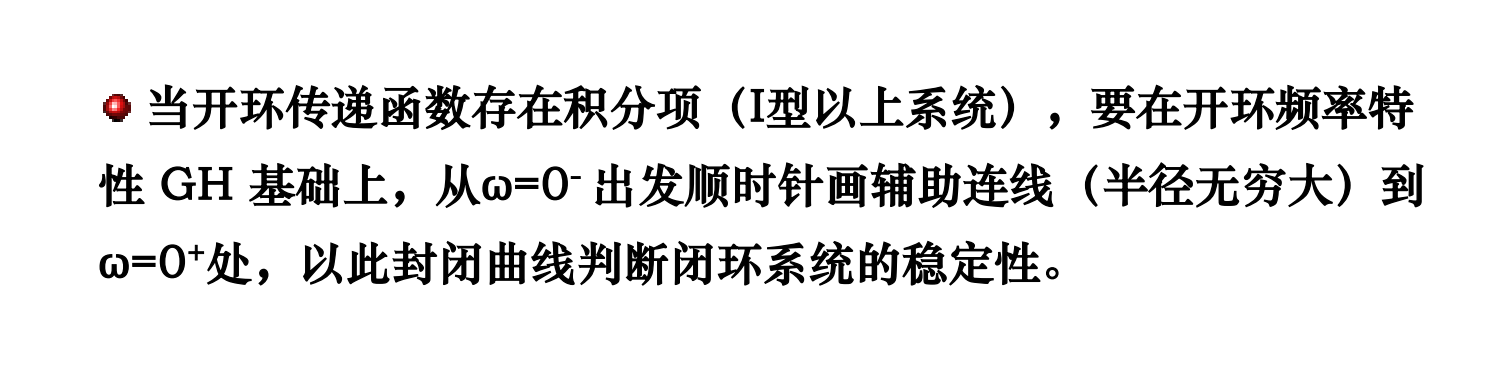 当开环传递函数存在积分项（I型以上系统），要在开环频率特
性 GH 基础上，从ω=0⁻ 出发顺时针画辅助连线（半径无穷大）到
ω=0⁺处，以此封闭曲线判断闭环系统的稳定性。